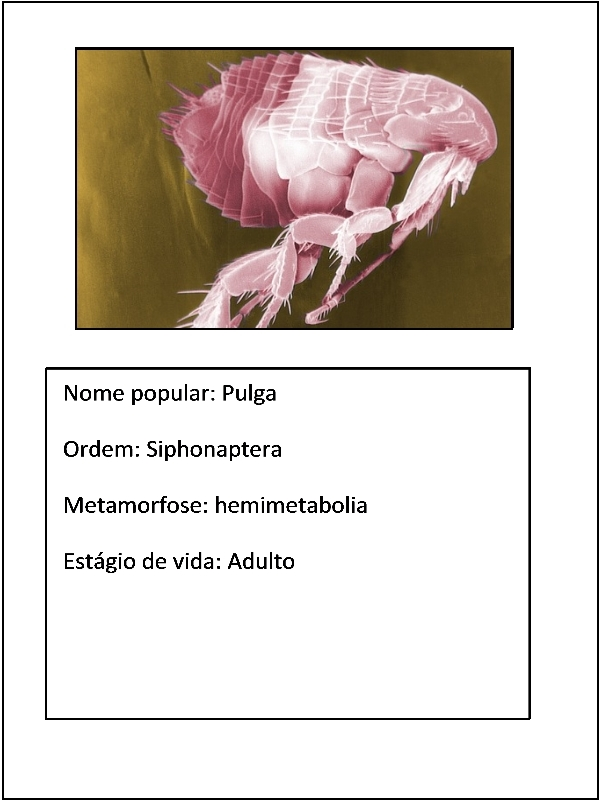 Nome popular: Pulga
Ordem: Siphonaptera
Metamorfose: hemimetabolia
Estágio de vida: Adulto